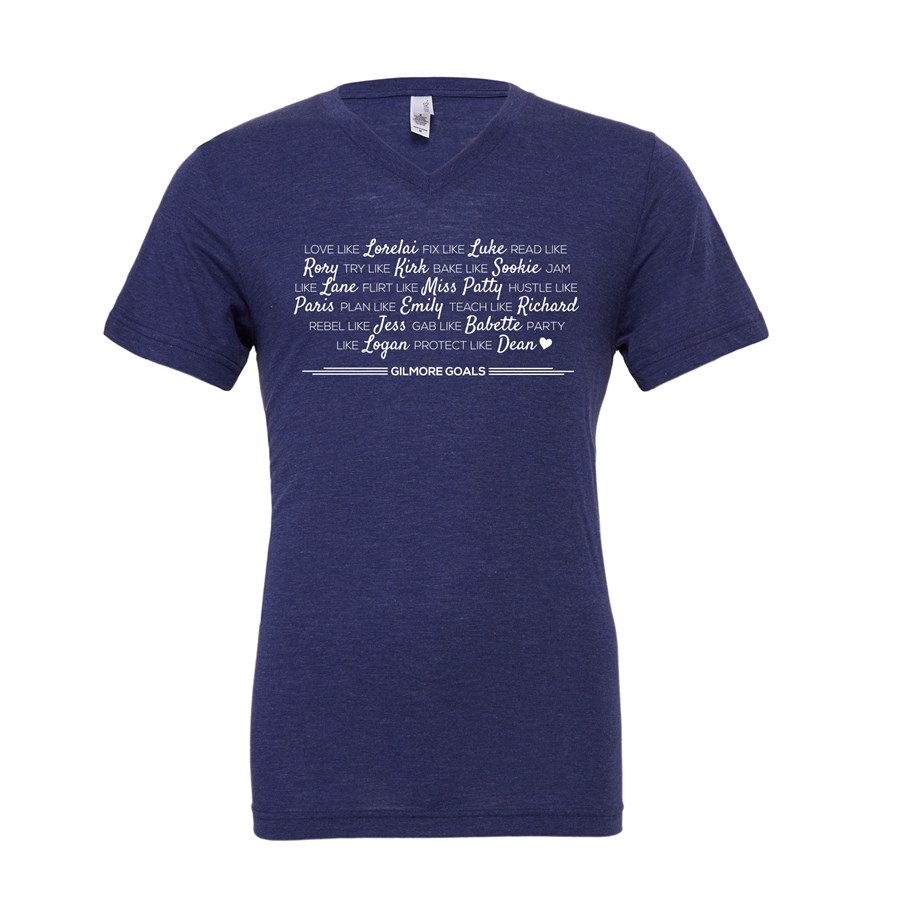 LOVE LIKE Lorelai FIX LIKE Luke READ LIKE
Rory TRY LIKE Kirk BAKE LIKE Sookie JAM
LIKE Lane FLIRT LIKE Miss Patty HUSTLE LIKE
Paris PLAN LIKE Emily TEACH LIKE Richard
REBEL LIKE Jess GAB LIKE Babette PARTY
LIKE Logan PROTECT LIKE Dean
GILMORE GOALS